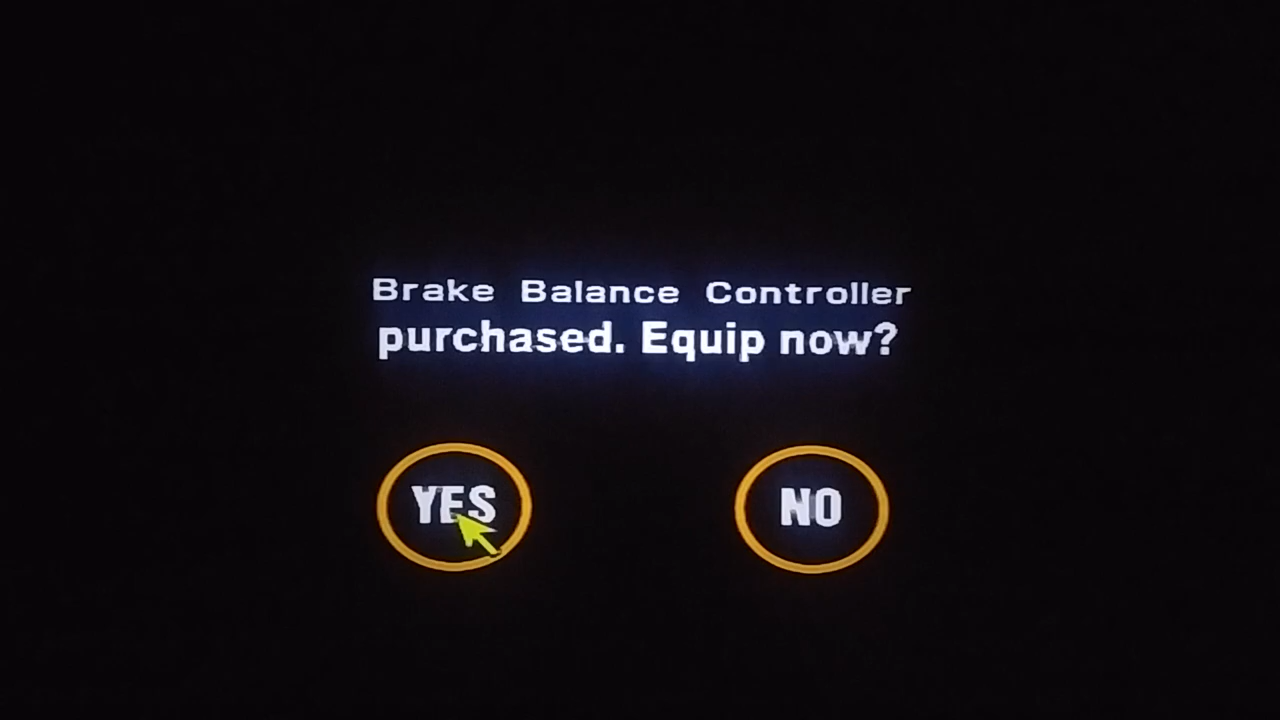 Brake Balance Controller
purchased. Equip now?
YES
NO